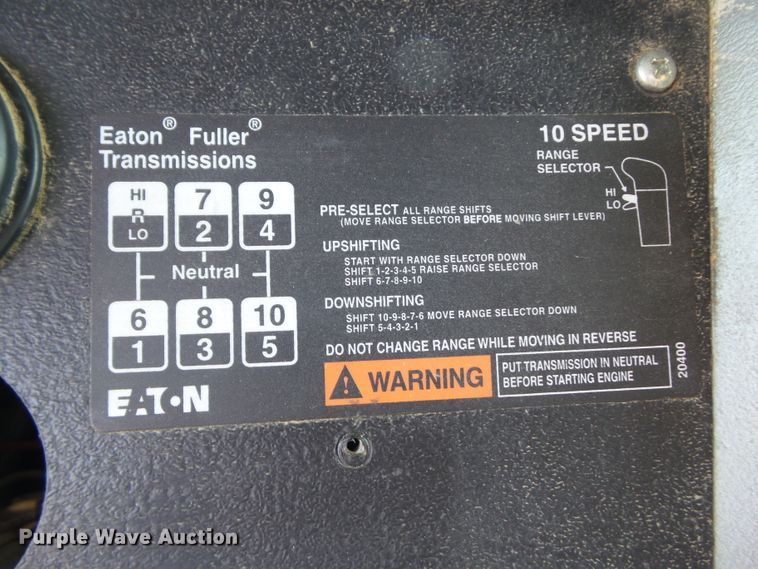 Eaton® Fuller®
Transmissions
10 SPEED
RANGE
SELECTOR
HI
LO
HI
R
LO
7
2
9
4
Neutral
6
1
8
3
10
5
EATON
PRE-SELECT ALL RANGE SHIFTS
(MOVE RANGE SELECTOR BEFORE MOVING SHIFT LEVER)
UPSHIFTING
START WITH RANGE SELECTOR DOWN
SHIFT 1-2-3-4-5 RAISE RANGE SELECTOR
SHIFT 6-7-8-9-10
DOWNSHIFTING
SHIFT 10-9-8-7-6 MOVE RANGE SELECTOR DOWN
SHIFT 5-4-3-2-1
DO NOT CHANGE RANGE WHILE MOVING IN REVERSE
WARNING
PUT TRANSMISSION IN NEUTRAL
BEFORE STARTING ENGINE
20400
Purple Wave Auction